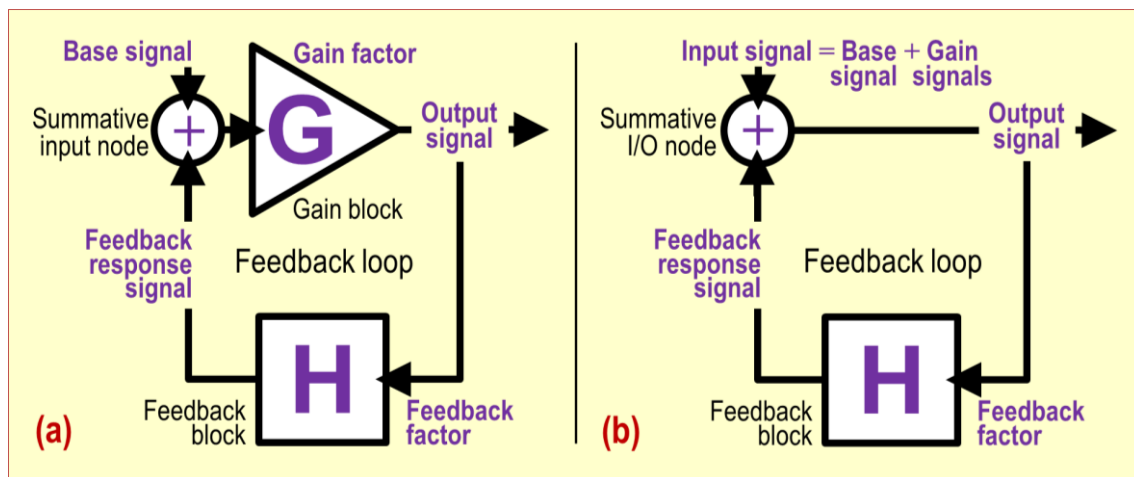 Base signal
Gain factor
Summative
input node
+
G
Output
signal
Gain block
Feedback
response
signal
Feedback loop
H
Feedback
block
Feedback
factor
(a)
Input signal = Base + Gain
signal signals
Summative
I/O node
+
Output
signal
Feedback
response
signal
Feedback loop
H
Feedback
block
Feedback
factor
(b)